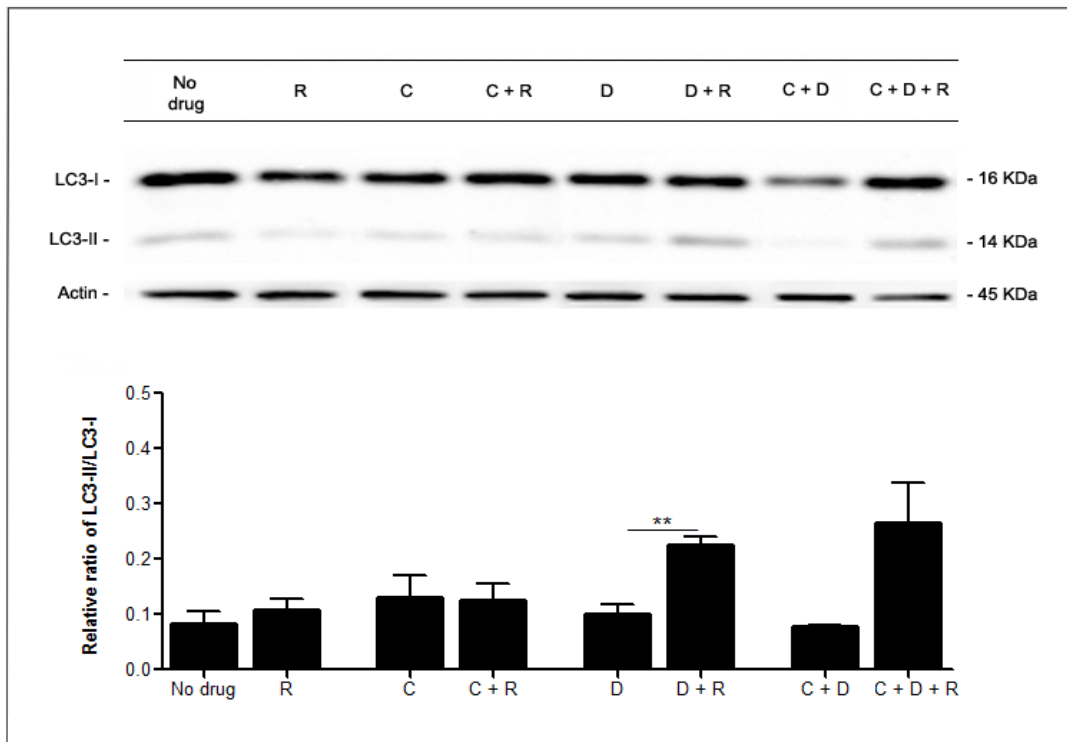 No drug R C C + R D D + R C + D C + D + R
LC3-I - - 16 KDa
LC3-II - - 14 KDa
Actin - - 45 KDa
Relative ratio of LC3-II/LC3-I
0.5
0.4
0.3
0.2
0.1
0.0
**
No drug R C C + R D D + R C + D C + D + R